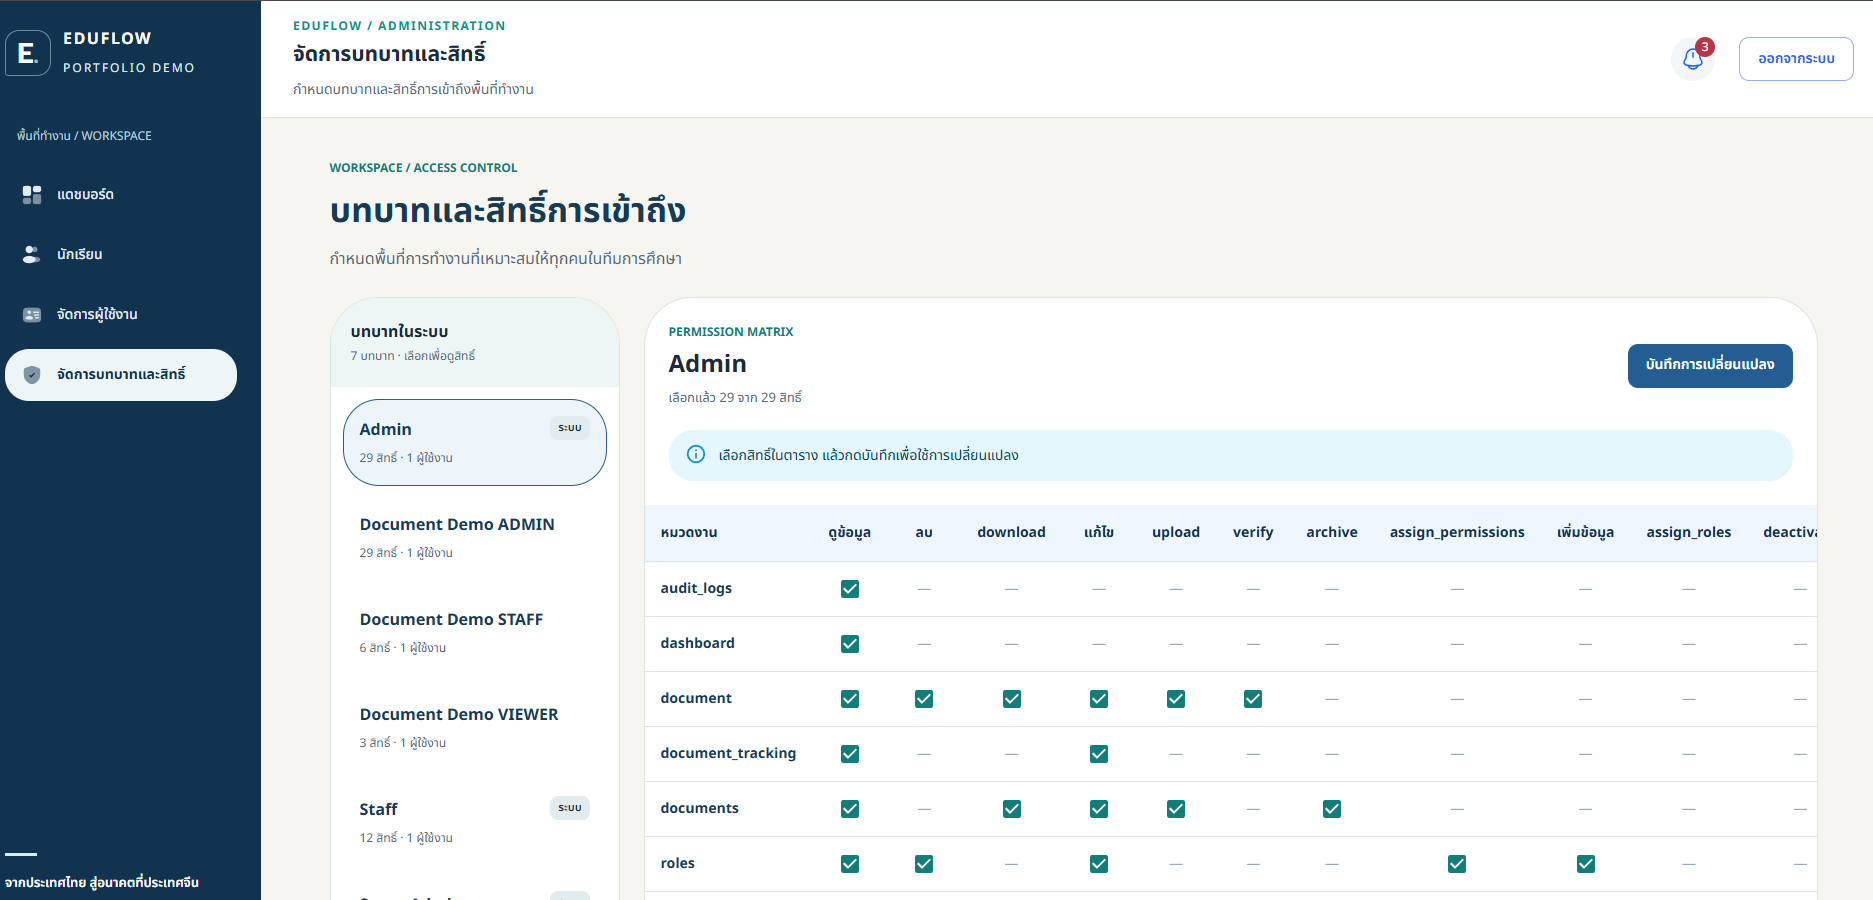 E.
EDUFLOW
PORTFOLIO DEMO
พื้นที่ทำงาน / WORKSPACE
แดชบอร์ด
นักเรียน
จัดการผู้ใช้งาน
จัดการบทบาทและสิทธิ์
จากประเทศไทย สู่อนาคตที่ประเทศจีน
EDUFLOW / ADMINISTRATION
จัดการบทบาทและสิทธิ์
กำหนดบทบาทและสิทธิ์การเข้าถึงพื้นที่ทำงาน
3
ออกจากระบบ
WORKSPACE / ACCESS CONTROL
บทบาทและสิทธิ์การเข้าถึง
กำหนดพื้นที่การทำงานที่เหมาะสมให้ทุกคนในทีมการศึกษา
บทบาทในระบบ
7 บทบาท · เลือกเพื่อดูสิทธิ์
Admin ระบบ
29 สิทธิ์ · 1 ผู้ใช้งาน
Document Demo ADMIN
29 สิทธิ์ · 1 ผู้ใช้งาน
Document Demo STAFF
6 สิทธิ์ · 1 ผู้ใช้งาน
Document Demo VIEWER
3 สิทธิ์ · 1 ผู้ใช้งาน
Staff ระบบ
12 สิทธิ์ · 1 ผู้ใช้งาน
PERMISSION MATRIX
Admin
เลือกแล้ว 29 จาก 29 สิทธิ์
บันทึกการเปลี่ยนแปลง
เลือกสิทธิ์ในตาราง แล้วกดบันทึกเพื่อใช้การเปลี่ยนแปลง
หมวดงาน ดูข้อมูล ลบ download แก้ไข upload verify archive assign_permissions เพิ่มข้อมูล assign_roles
audit_logs — — — — — — — — — —
dashboard — — — — — — — — — —
document — — — — —
document_tracking — — — — — — — — —
documents — — — — — —
roles — — — — — —